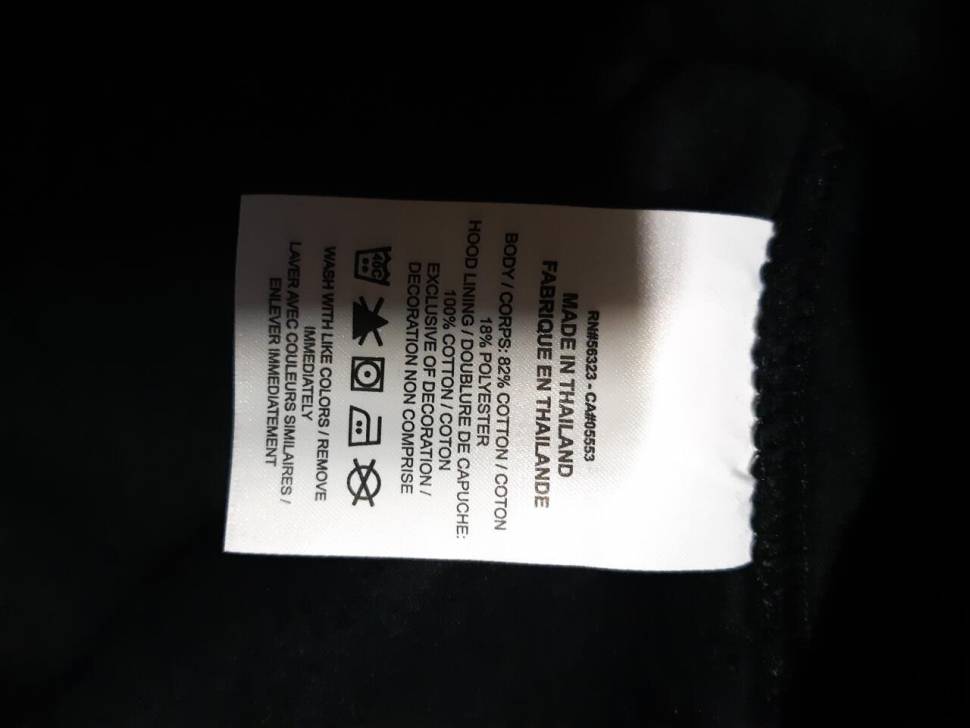 RN#56323 - CA#05553
MADE IN THAILAND
FABRIQUE EN THAILANDE
BODY / CORPS: 82% COTTON / COTON
18% POLYESTER
HOOD LINING / DOUBLURE DE CAPUCHE:
100% COTTON / COTON
EXCLUSIVE OF DECORATION /
DECORATION NON COMPRISE
40C
WASH WITH LIKE COLORS / REMOVE
IMMEDIATELY
LAVER AVEC COULEURS SIMILAIRES /
ENLEVER IMMEDIATEMENT